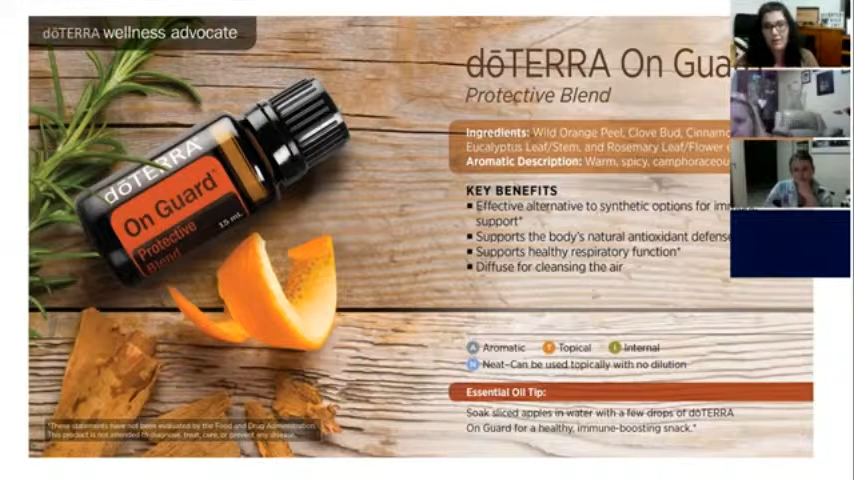 dōTERRA wellness advocate
dōTERRA On Gua
Protective Blend
Ingredients: Wild Orange Peel, Clove Bud,
Eucalyptus Leaf/Stem, and Rosemary Leaf/Flower
Aromatic Description: Warm, spicy,
KEY BENEFITS
▪ Effective alternative to synthetic options for
support*
▪ Supports the body's natural antioxidant
▪ Supports healthy respiratory function*
▪ Diffuse for cleansing the air
A Aromatic T Topical I Internal
N Neat–Can be used topically with no dilution
Essential Oil Tip:
Soak sliced apples in water with a few drops of dōTERRA
On Guard for a healthy, immune-boosting snack.*
dōTERRA
On Guard™
15 mL
Protective
Blend
*These statements have not been evaluated by the Food and Drug Administration.
This product is not intended to diagnose, treat, cure, or prevent any disease.